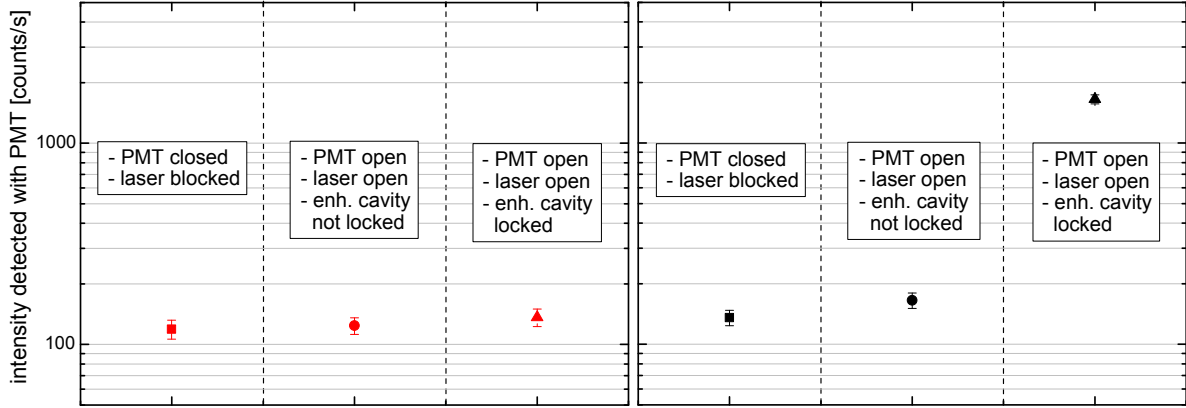 intensity detected with PMT [counts/s]
1000
100
- PMT closed
- laser blocked
- PMT open
- laser open
- enh. cavity
not locked
- PMT open
- laser open
- enh. cavity
locked
- PMT closed
- laser blocked
- PMT open
- laser open
- enh. cavity
not locked
- PMT open
- laser open
- enh. cavity
locked